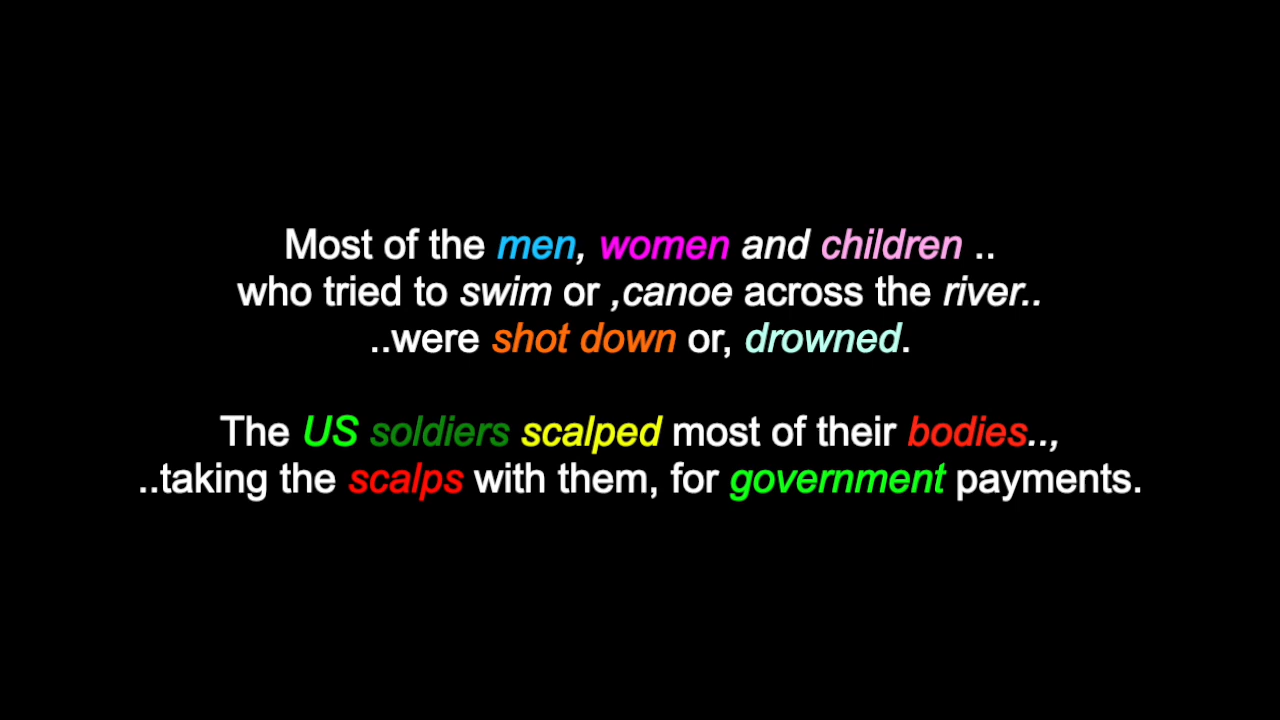 Most of the men, women and children ..
who tried to swim or ,canoe across the river..
..were shot down or, drowned.
The US soldiers scalped most of their bodies..,
..taking the scalps with them, for government payments.